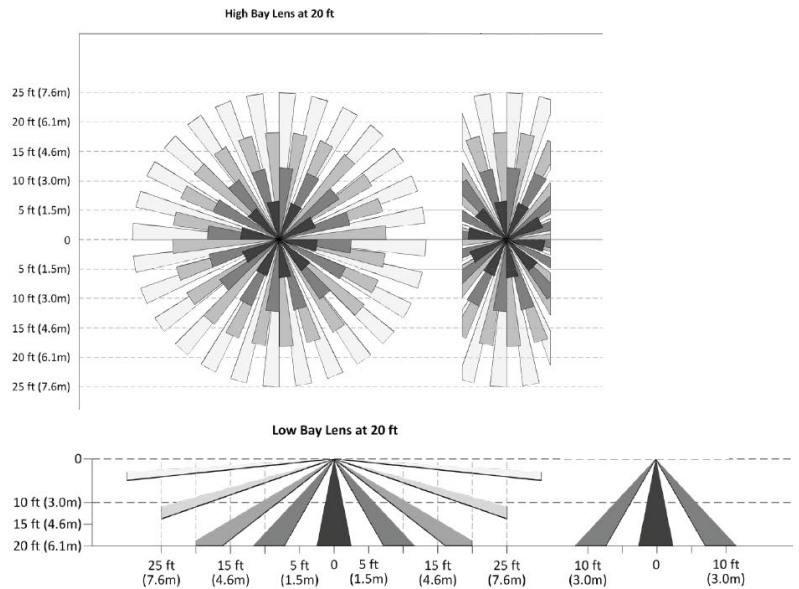 High Bay Lens at 20 ft
25 ft (7.6m)
20 ft (6.1m)
15 ft (4.6m)
10 ft (3.0m)
5 ft (1.5m)
0
5 ft (1.5m)
10 ft (3.0m)
15 ft (4.6m)
20 ft (6.1m)
25 ft (7.6m)
Low Bay Lens at 20 ft
0
10 ft (3.0m)
15 ft (4.6m)
20 ft (6.1m)
25 ft 15 ft 5 ft 0 5 ft 15 ft 25 ft 10 ft 0 10 ft
(7.6m) (4.6m) (1.5m) (1.5m) (4.6m) (7.6m) (3.0m) (3.0m)